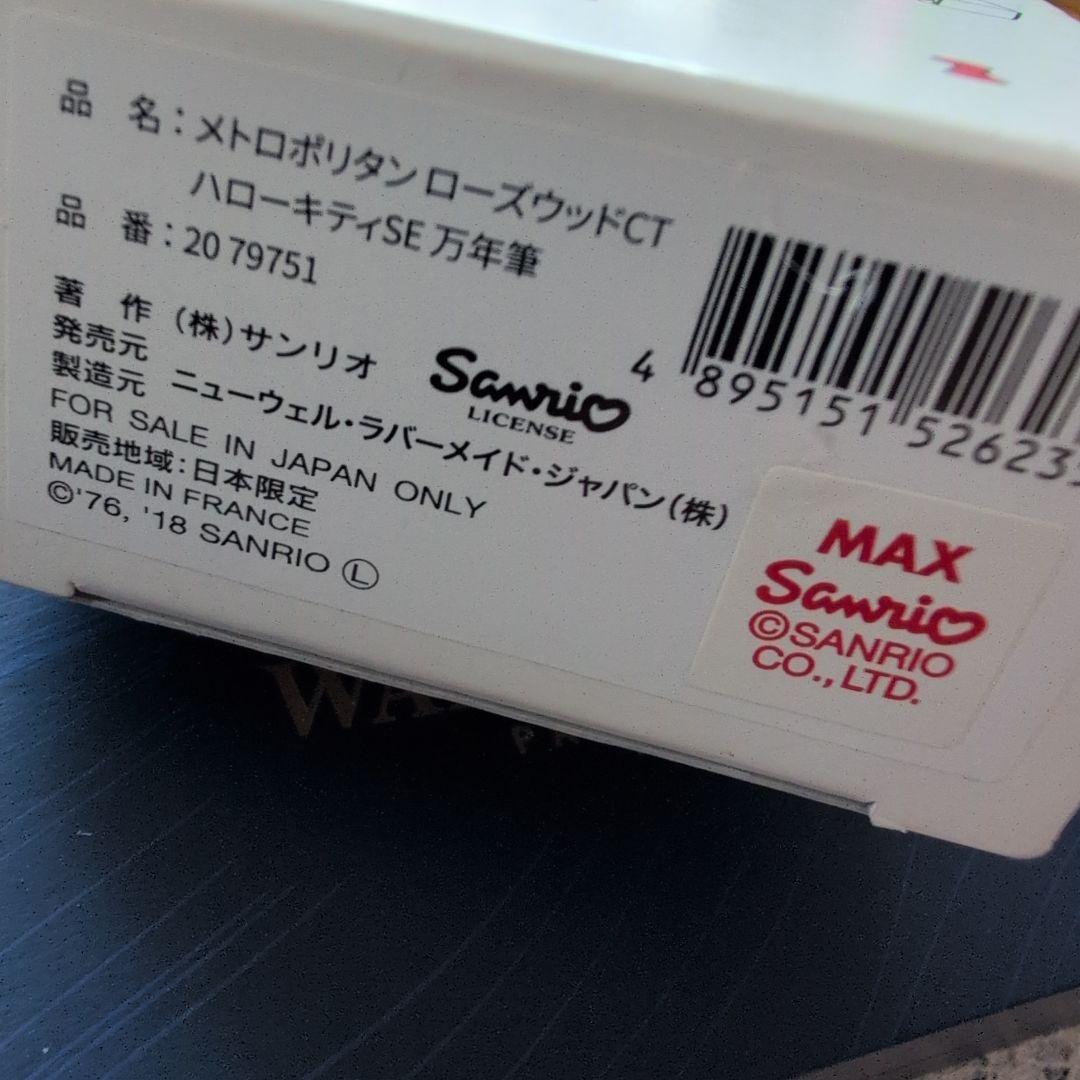 品 名：メトロポリタン ローズウッドCT
ハローキティSE 万年筆
品 番：20 79751
著 作 （株）サンリオ
発売元
製造元 ニューウェル・ラバーメイド・ジャパン（株）
FOR SALE IN JAPAN ONLY
販売地域：日本限定
MADE IN FRANCE
©'76, '18 SANRIO Ⓛ
Sanrio
LICENSE
4 895151 52623
MAX
Sanrio
©SANRIO
CO., LTD.
WA